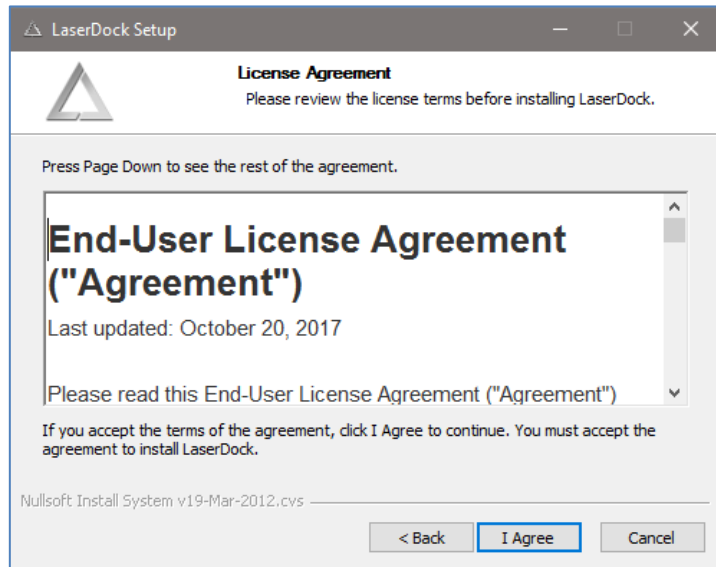 LaserDock Setup
License Agreement
Please review the license terms before installing LaserDock.
Press Page Down to see the rest of the agreement.
End-User License Agreement
("Agreement")
Last updated: October 20, 2017
Please read this End-User License Agreement ("Agreement")
If you accept the terms of the agreement, click I Agree to continue. You must accept the
agreement to install LaserDock.
Nullsoft Install System v19-Mar-2012.cvs
< Back
I Agree
Cancel